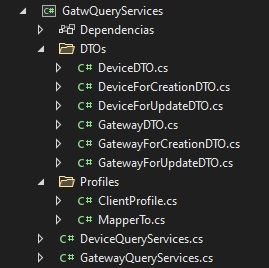 GatwQueryServices
Dependencias
DTOs
C# DeviceDTO.cs
C# DeviceForCreationDTO.cs
C# DeviceForUpdateDTO.cs
C# GatewayDTO.cs
C# GatewayForCreationDTO.cs
C# GatewayForUpdateDTO.cs
Profiles
C# ClientProfile.cs
C# MapperTo.cs
C# DeviceQueryServices.cs
C# GatewayQueryServices.cs